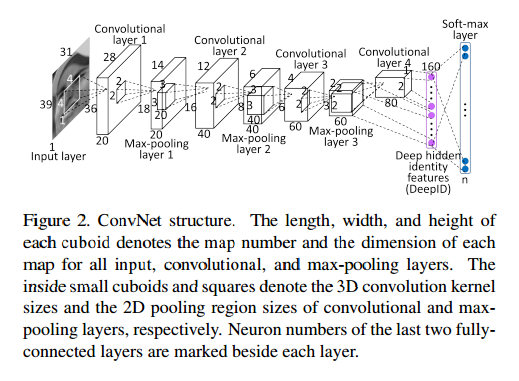 Soft-max
layer
Convolutional
layer 1
Convolutional
layer 2
Convolutional
layer 3
Convolutional
layer 4
31
39
4
4
1
1
Input layer
28
36
2
2
20
14
18
3
3
20
20
Max-pooling
layer 1
12
16
2
2
40
6
8
3
3
40
40
Max-pooling
layer 2
4
6
2
2
60
2
3
2
2
60
Max-pooling
layer 3
1
2
80
160
Deep hidden
identity
features
(DeepID)
n
Figure 2. ConvNet structure. The length, width, and height of
each cuboid denotes the map number and the dimension of each
map for all input, convolutional, and max-pooling layers. The
inside small cuboids and squares denote the 3D convolution kernel
sizes and the 2D pooling region sizes of convolutional and max-
pooling layers, respectively. Neuron numbers of the last two fully-
connected layers are marked beside each layer.